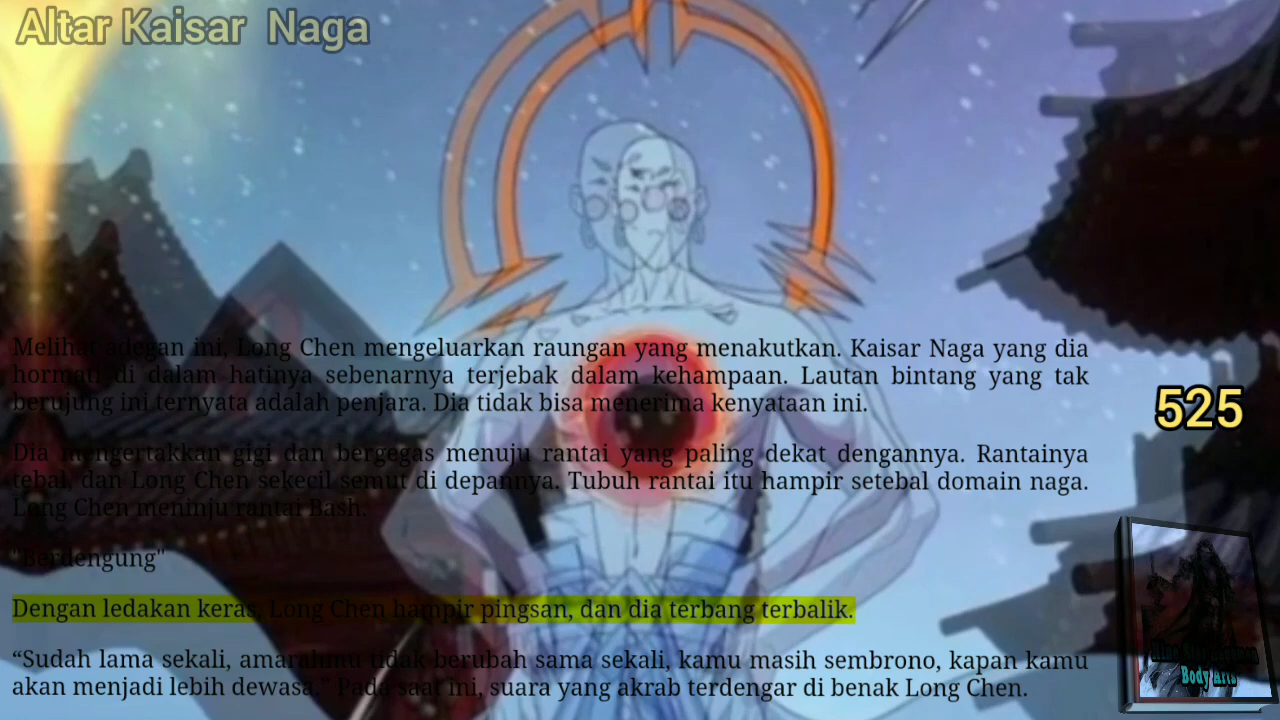 Altar Kaisar Naga
Melihat adegan ini, Long Chen mengeluarkan raungan yang menakutkan. Kaisar Naga yang dia
hormati di dalam hatinya sebenarnya terjebak dalam kehampaan. Lautan bintang yang tak
berujung ini ternyata adalah penjara. Dia tidak bisa menerima kenyataan ini.
525
Dia mengertakkan gigi dan bergegas menuju rantai yang paling dekat dengannya. Rantainya
tebal, dan Long Chen sekecil semut di depannya. Tubuh rantai itu hampir setebal domain naga.
Long Chen meninju rantai Bash.
"Berdengung"
Dengan ledakan keras, Long Chen hampir pingsan, dan dia terbang terbalik.
“Sudah lama sekali, amarahmu tidak berubah sama sekali, kamu masih sembrono, kapan kamu
akan menjadi lebih dewasa.” Pada saat ini, suara yang akrab terdengar di benak Long Chen.
Body Arts